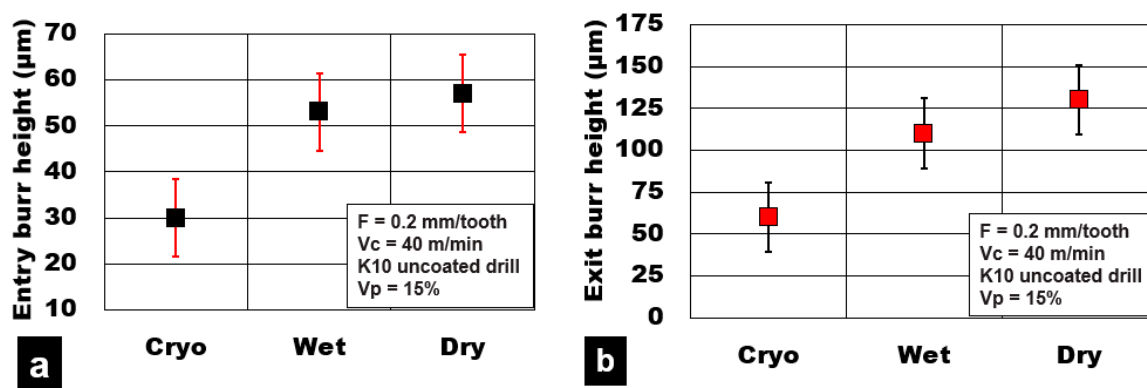 Entry burr height (µm)
70
60
50
40
30
20
10
F = 0.2 mm/tooth
Vc = 40 m/min
K10 uncoated drill
Vp = 15%
Cryo Wet Dry
a
Exit burr height (µm)
175
150
125
100
75
50
25
0
F = 0.2 mm/tooth
Vc = 40 m/min
K10 uncoated drill
Vp = 15%
Cryo Wet Dry
b